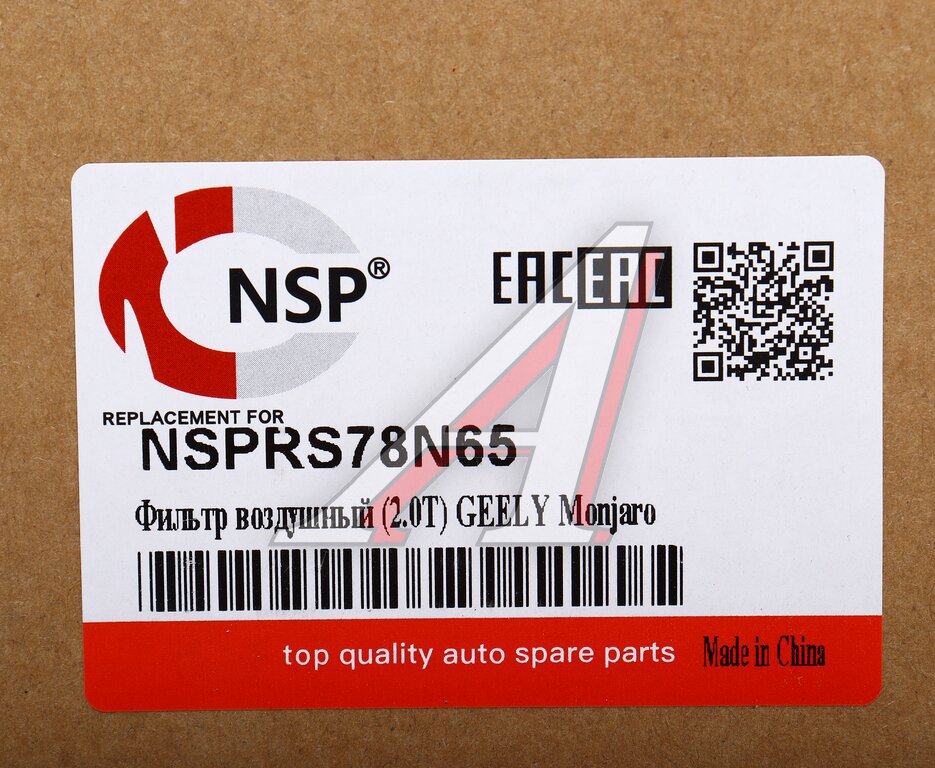 NSP®
EAC EAC
REPLACEMENT FOR
NSPRS78N65
Фильтр воздушный (2.0T) GEELY Monjaro
top quality auto spare parts
Made in China